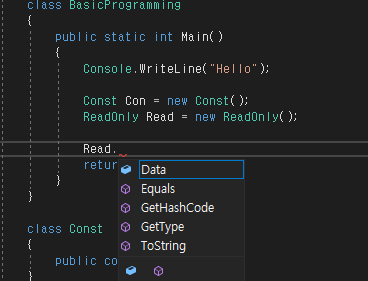 class BasicProgramming
{
public static int Main()
{
Console.WriteLine("Hello");
Const Con = new Const();
ReadOnly Read = new ReadOnly();
Read.
retur
Data
Equals
GetHashCode
GetType
ToString
}
}
class Const
{
public co
}